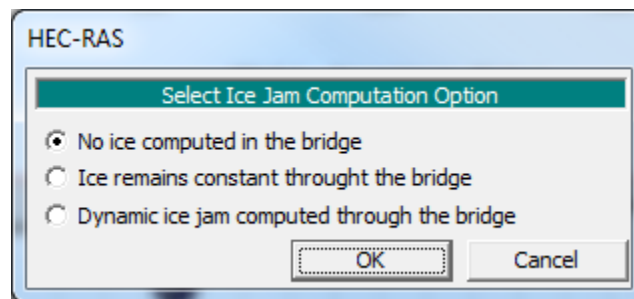 HEC-RAS
Select Ice Jam Computation Option
No ice computed in the bridge
Ice remains constant throught the bridge
Dynamic ice jam computed through the bridge
OK Cancel